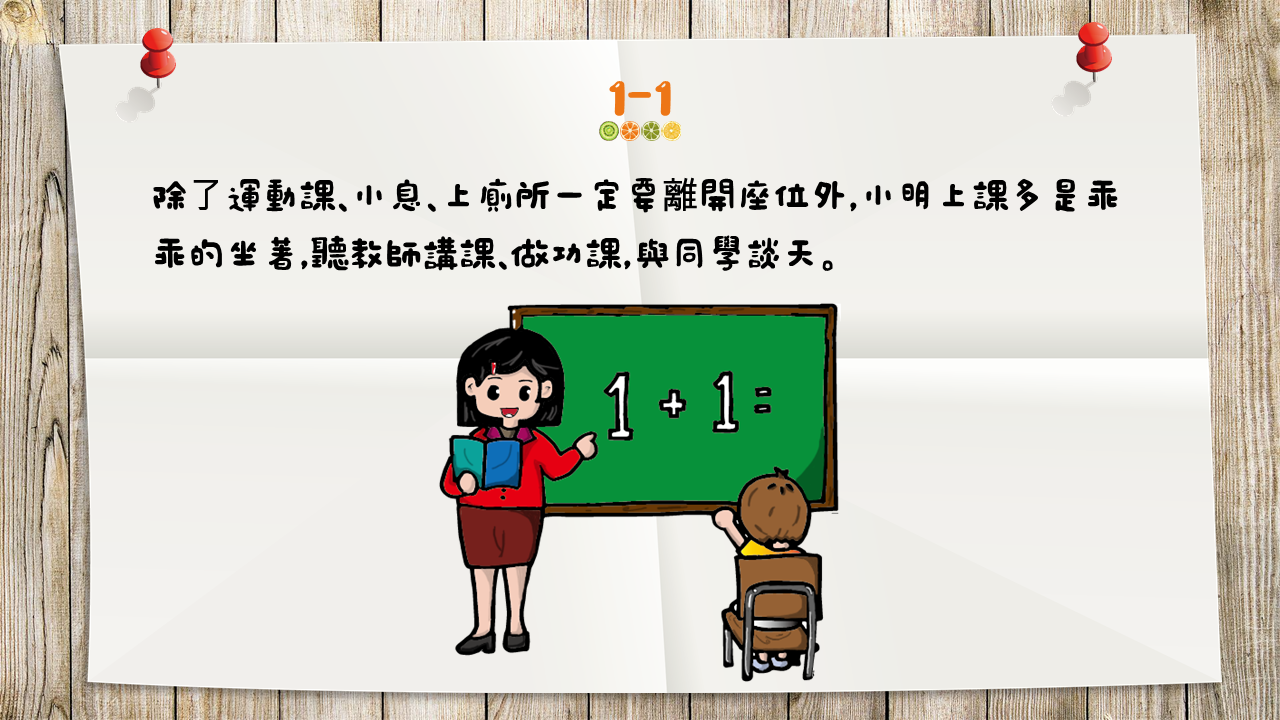 1-1
除了運動課、小息、上廁所一定要離開座位外,小明上課多是乖
乖的坐著,聽教師講課、做功課,與同學談天。
1 + 1 =